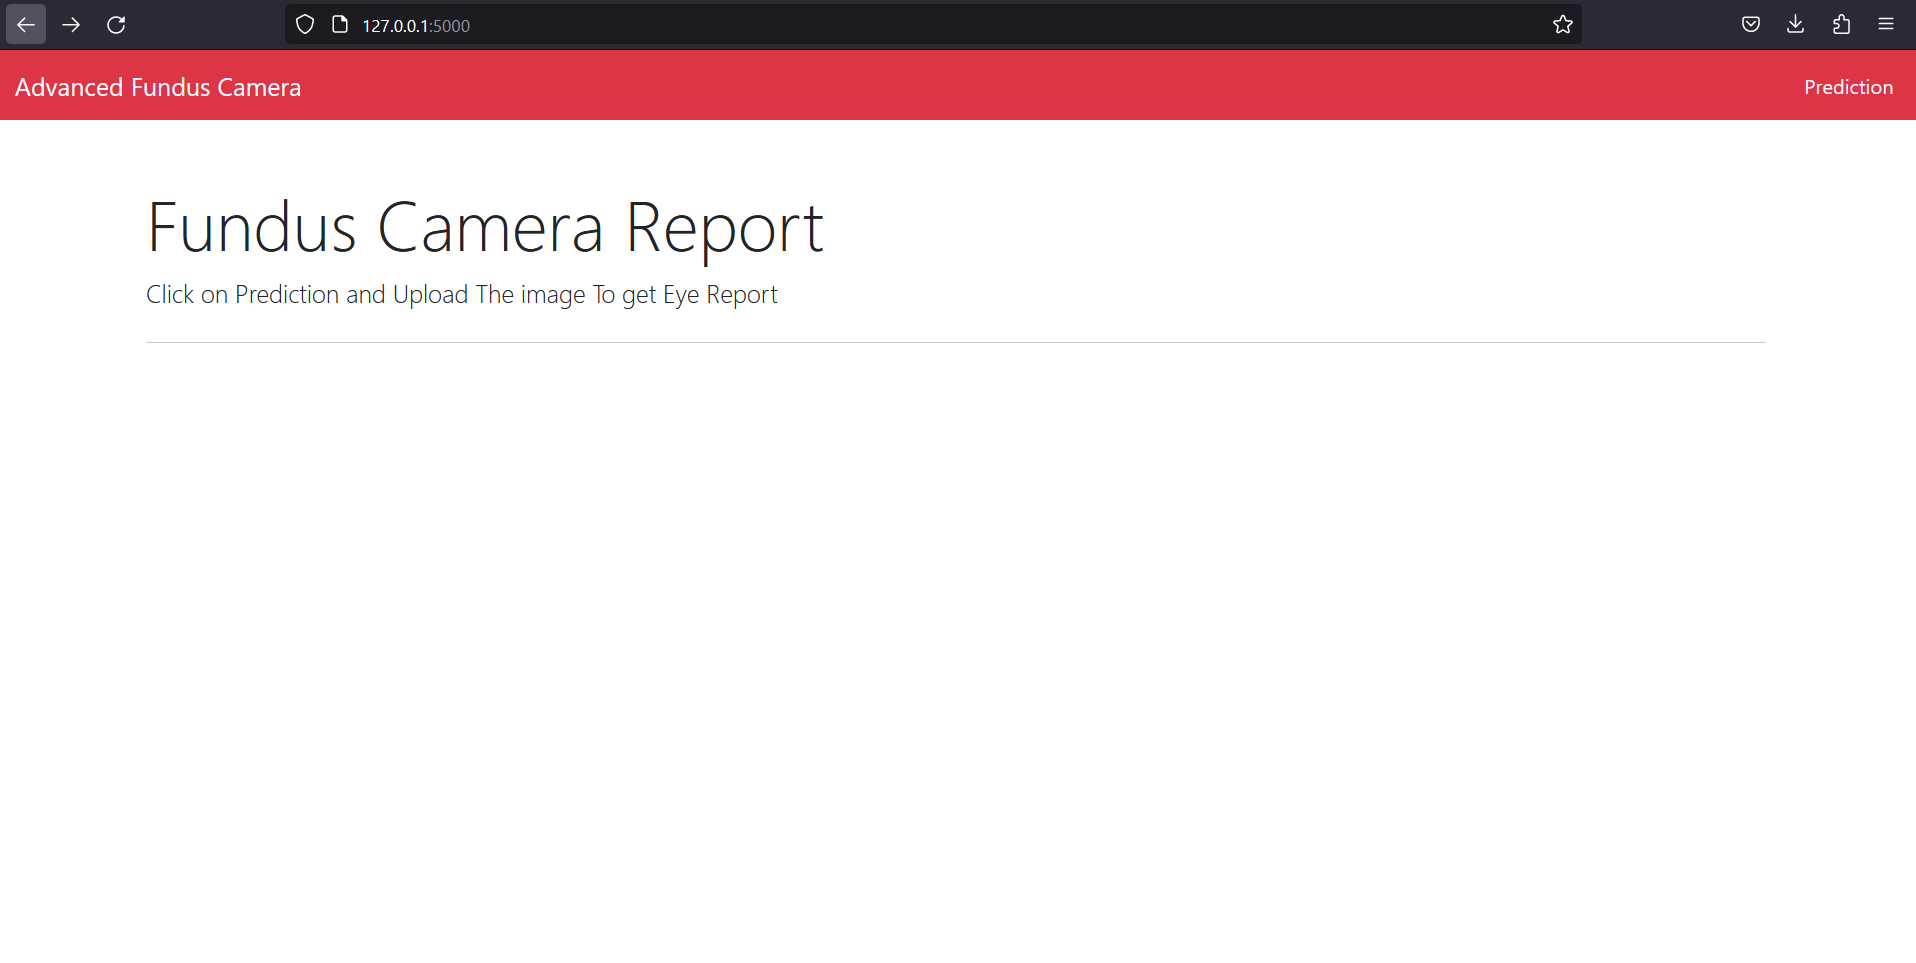 127.0.0.1:5000
Advanced Fundus Camera
Prediction
Fundus Camera Report
Click on Prediction and Upload The image To get Eye Report